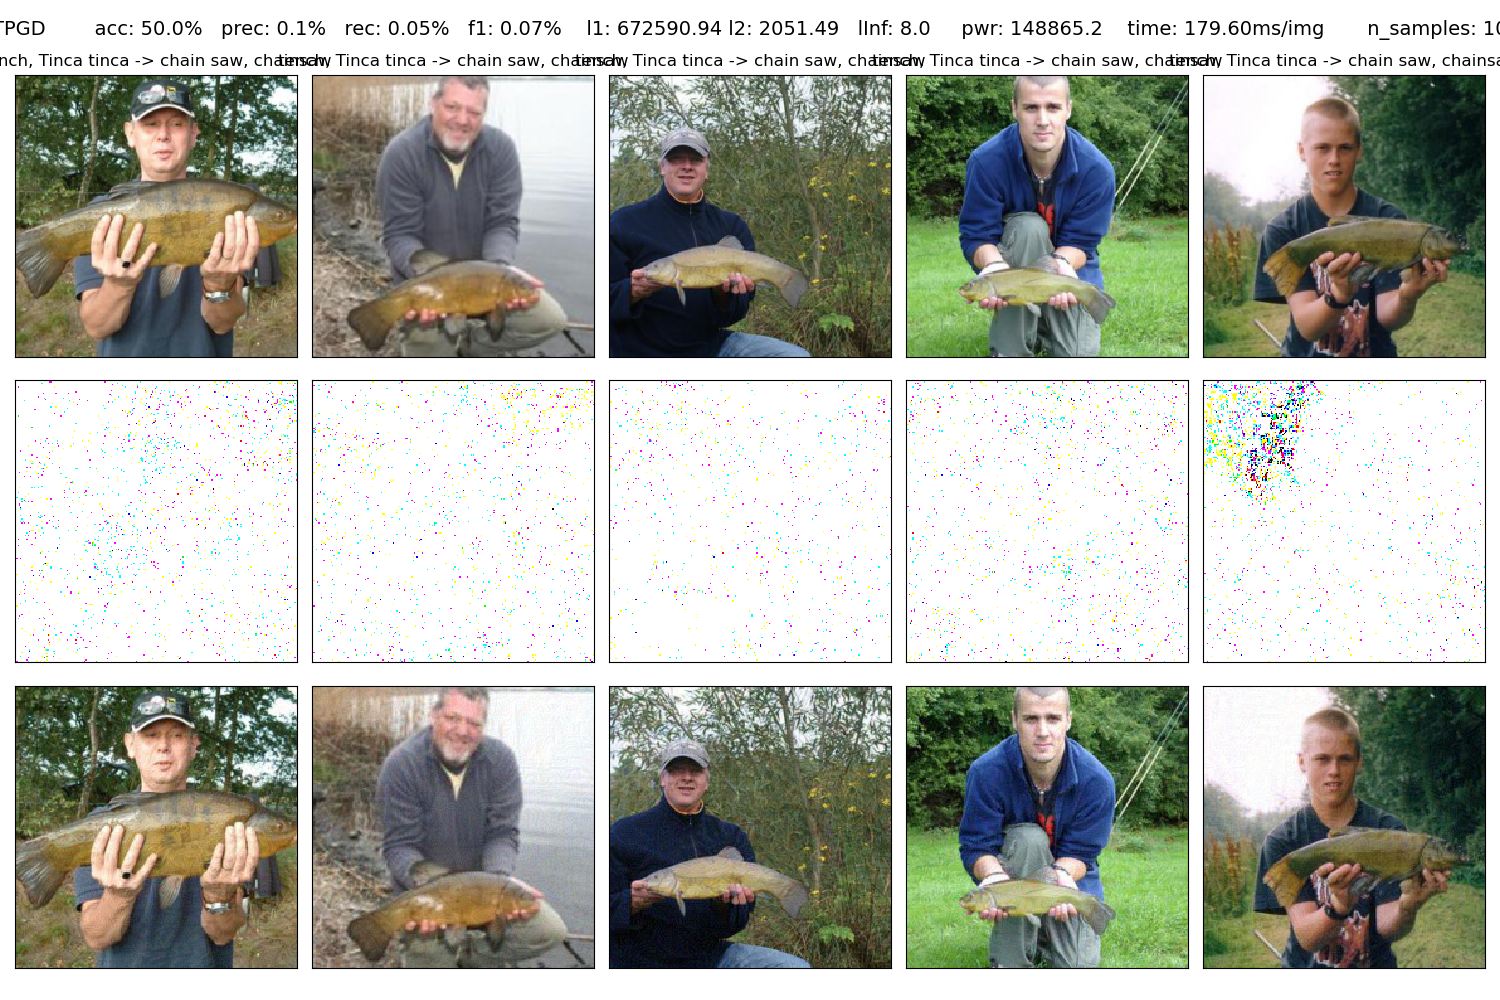 TPGD acc: 50.0% prec: 0.1% rec: 0.05% f1: 0.07% l1: 672590.94 l2: 2051.49 lInf: 8.0 pwr: 148865.2 time: 179.60ms/img n_samples: 10
Tinca tinca -> chain saw, Tinca tinca -> chain saw, Tinca tinca -> chain saw, Tinca tinca -> chain saw, Tinca tinca -> chain saw,